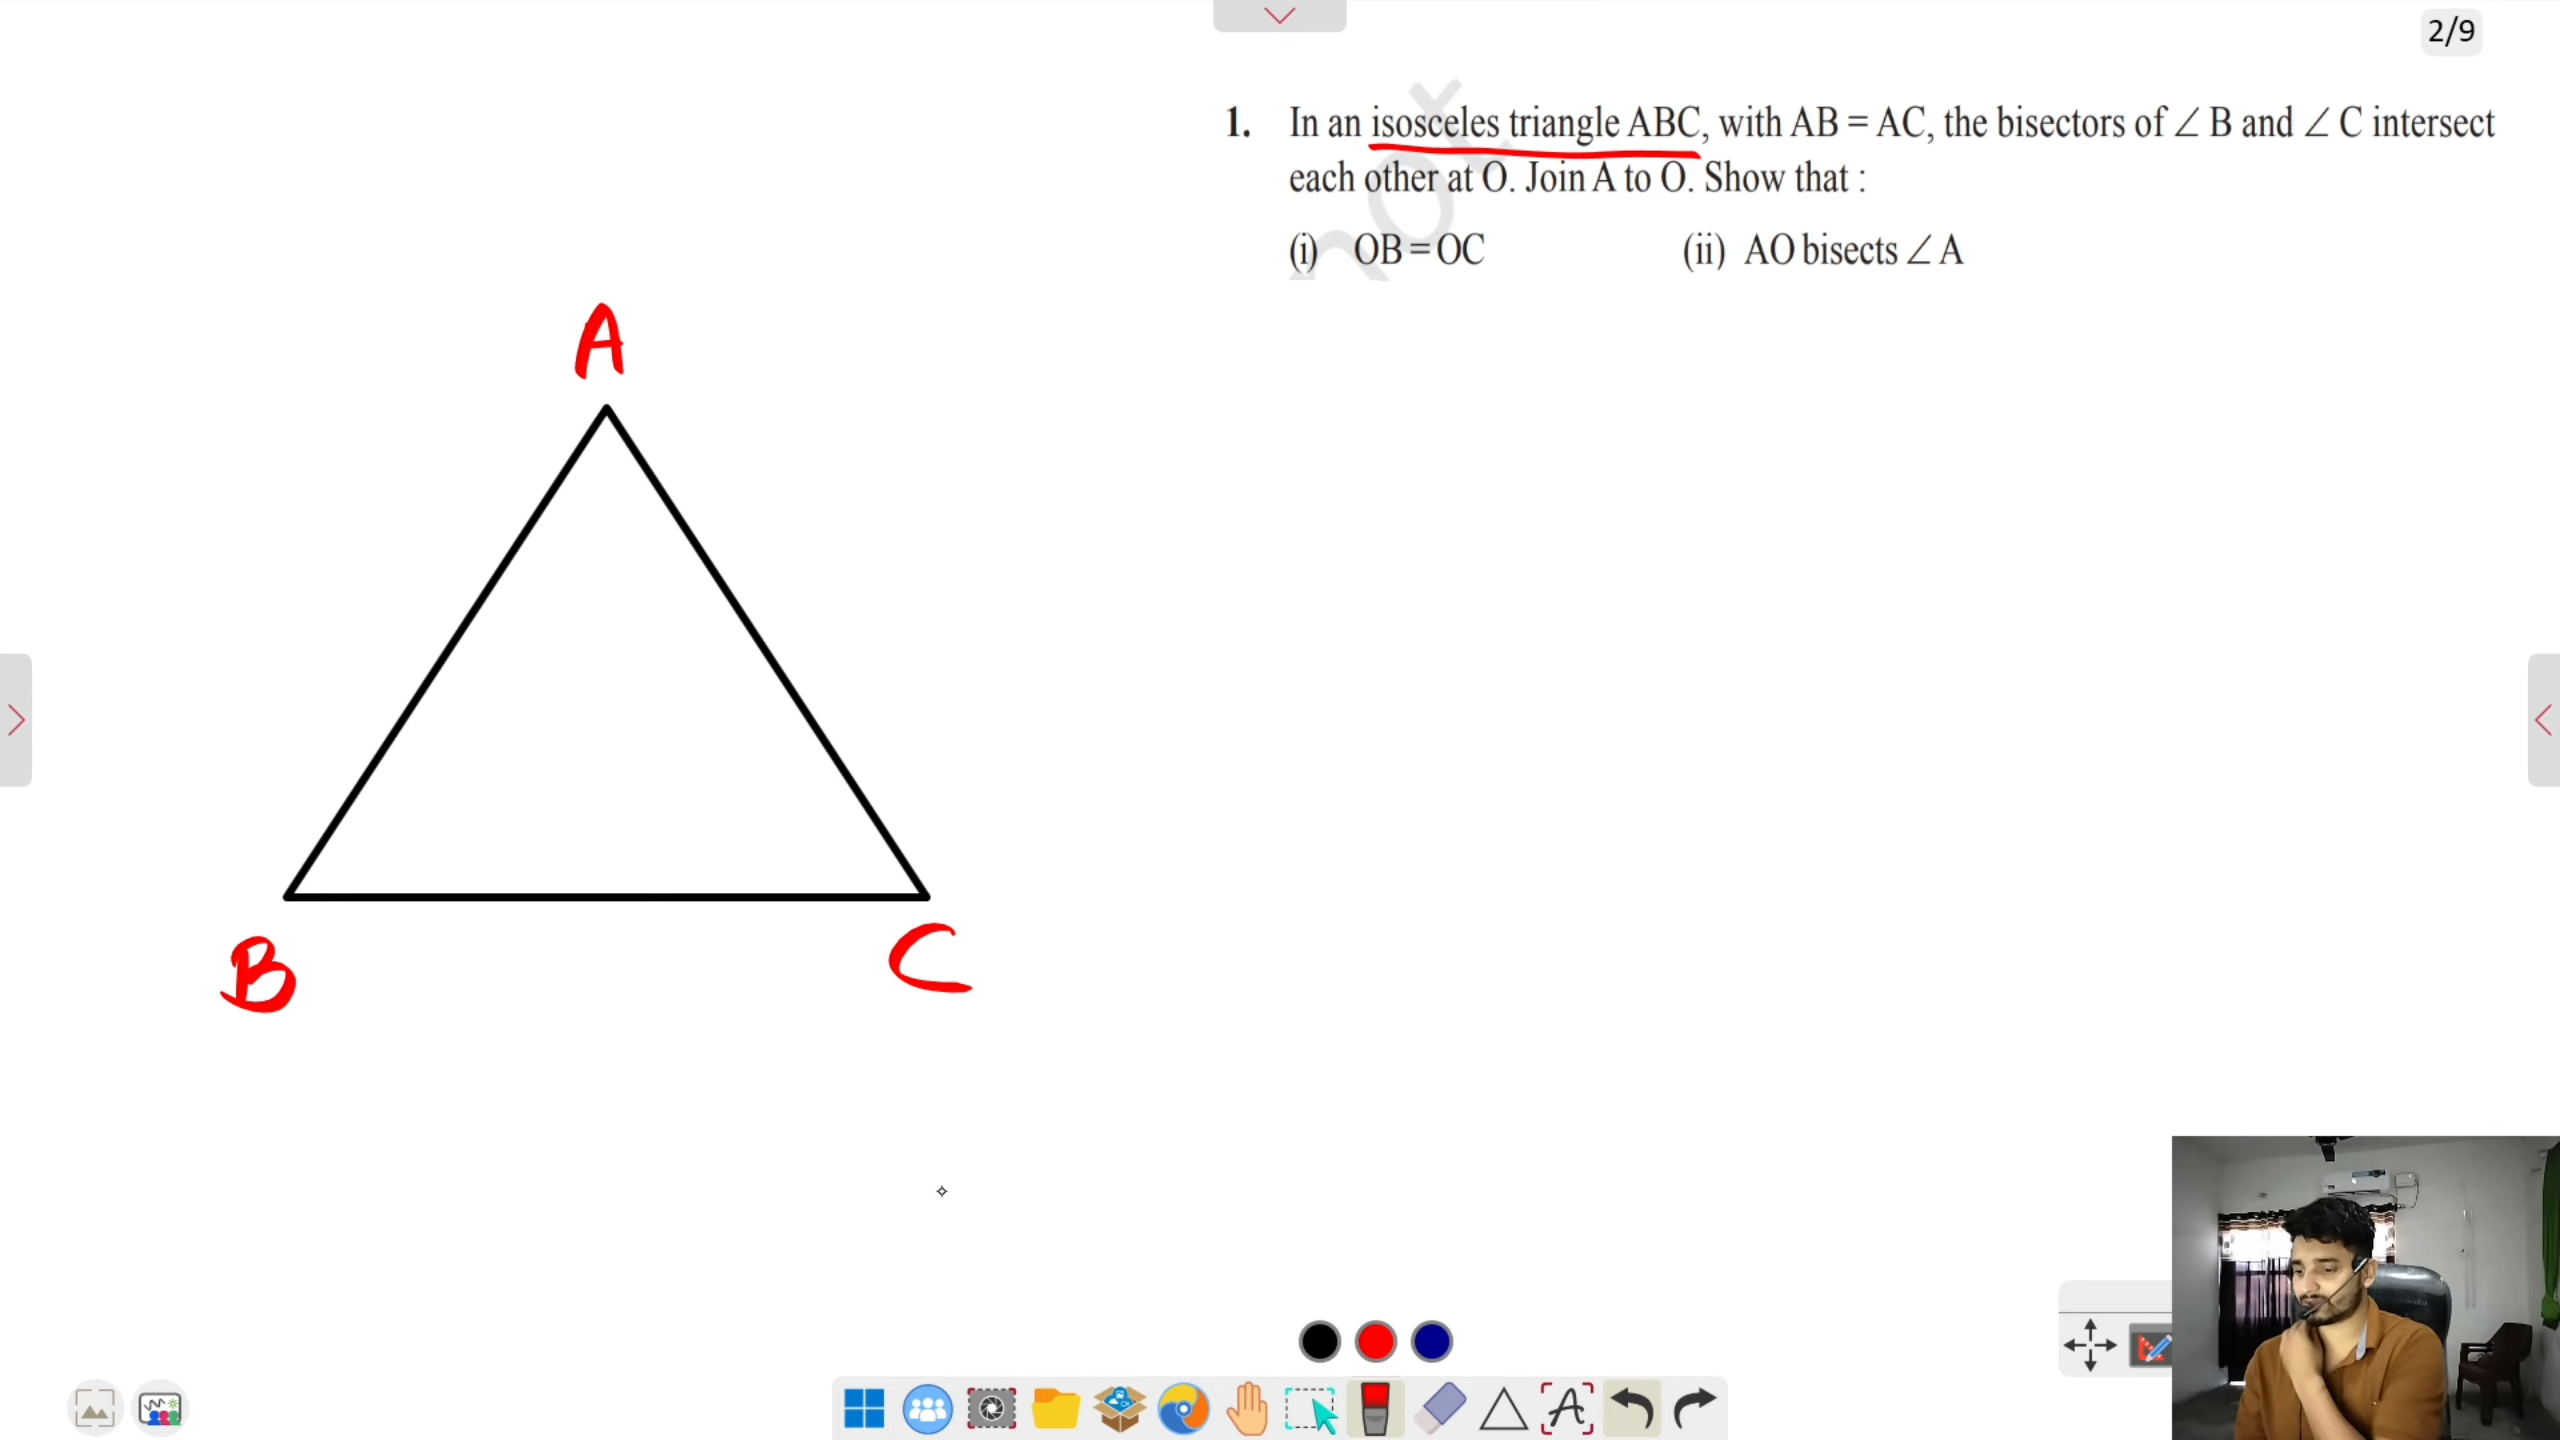 2/9
1. In an isosceles triangle ABC, with AB = AC, the bisectors of ∠ B and ∠ C intersect
each other at O. Join A to O. Show that :
(i) OB = OC (ii) AO bisects ∠ A
not
A
B
C